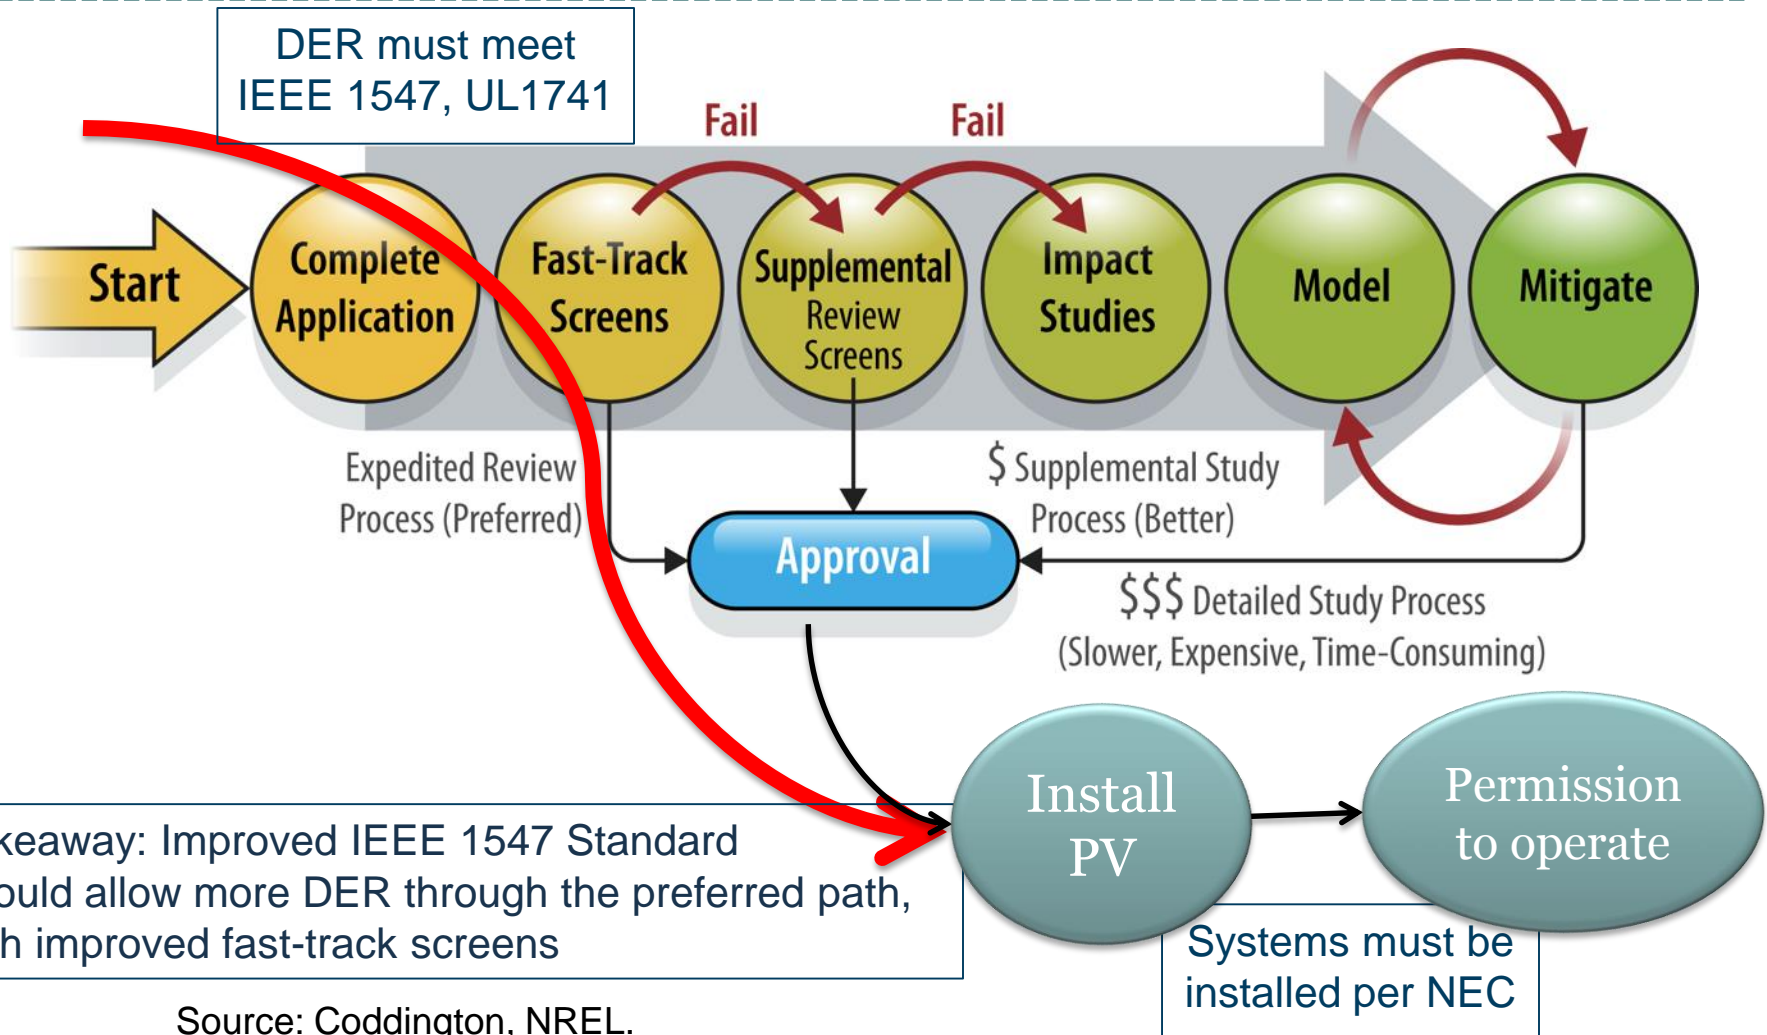 DER must meet
IEEE 1547, UL1741
Fail
Fail
Start
Complete
Application
Fast-Track
Screens
Supplemental
Review
Screens
Impact
Studies
Model
Mitigate
Expedited Review
Process (Preferred)
$ Supplemental Study
Process (Better)
Approval
$$$ Detailed Study Process
(Slower, Expensive, Time-Consuming)
Install
PV
Permission
to operate
keaway: Improved IEEE 1547 Standard
ould allow more DER through the preferred path,
h improved fast-track screens
Systems must be
installed per NEC
Source: Coddington, NREL.